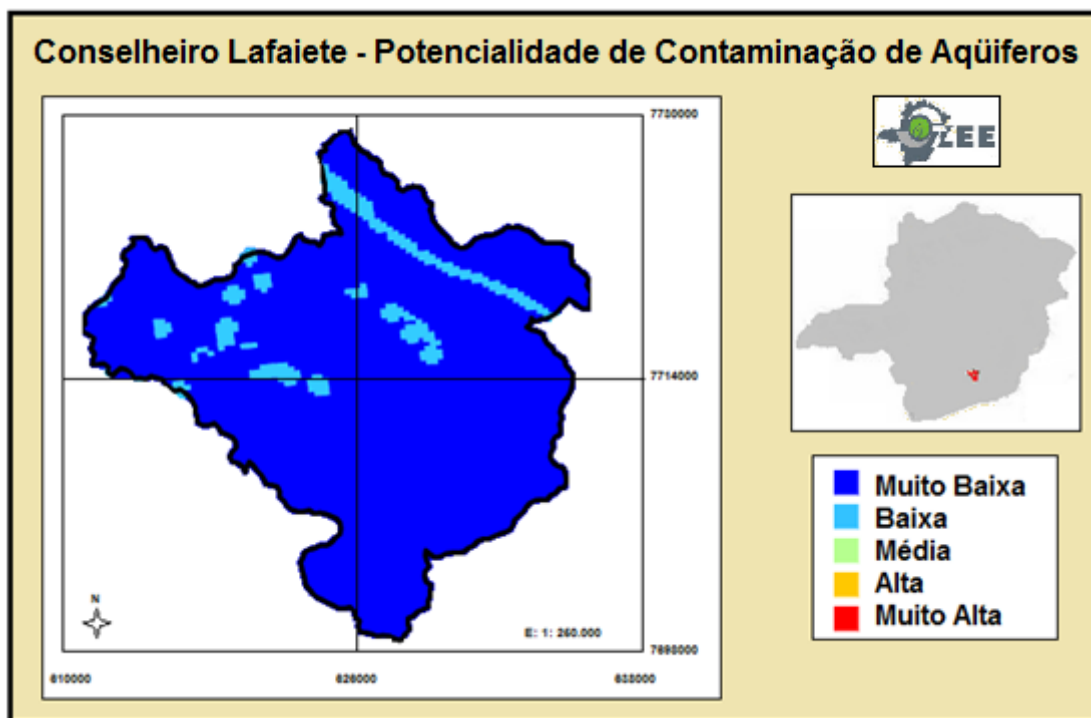 Conselheiro Lafaiete - Potencialidade de Contaminação de Aqüiferos
ZEE
7730000
7714000
7698000
N
E: 1: 260.000
610000
626000
638000
Muito Baixa
Baixa
Média
Alta
Muito Alta